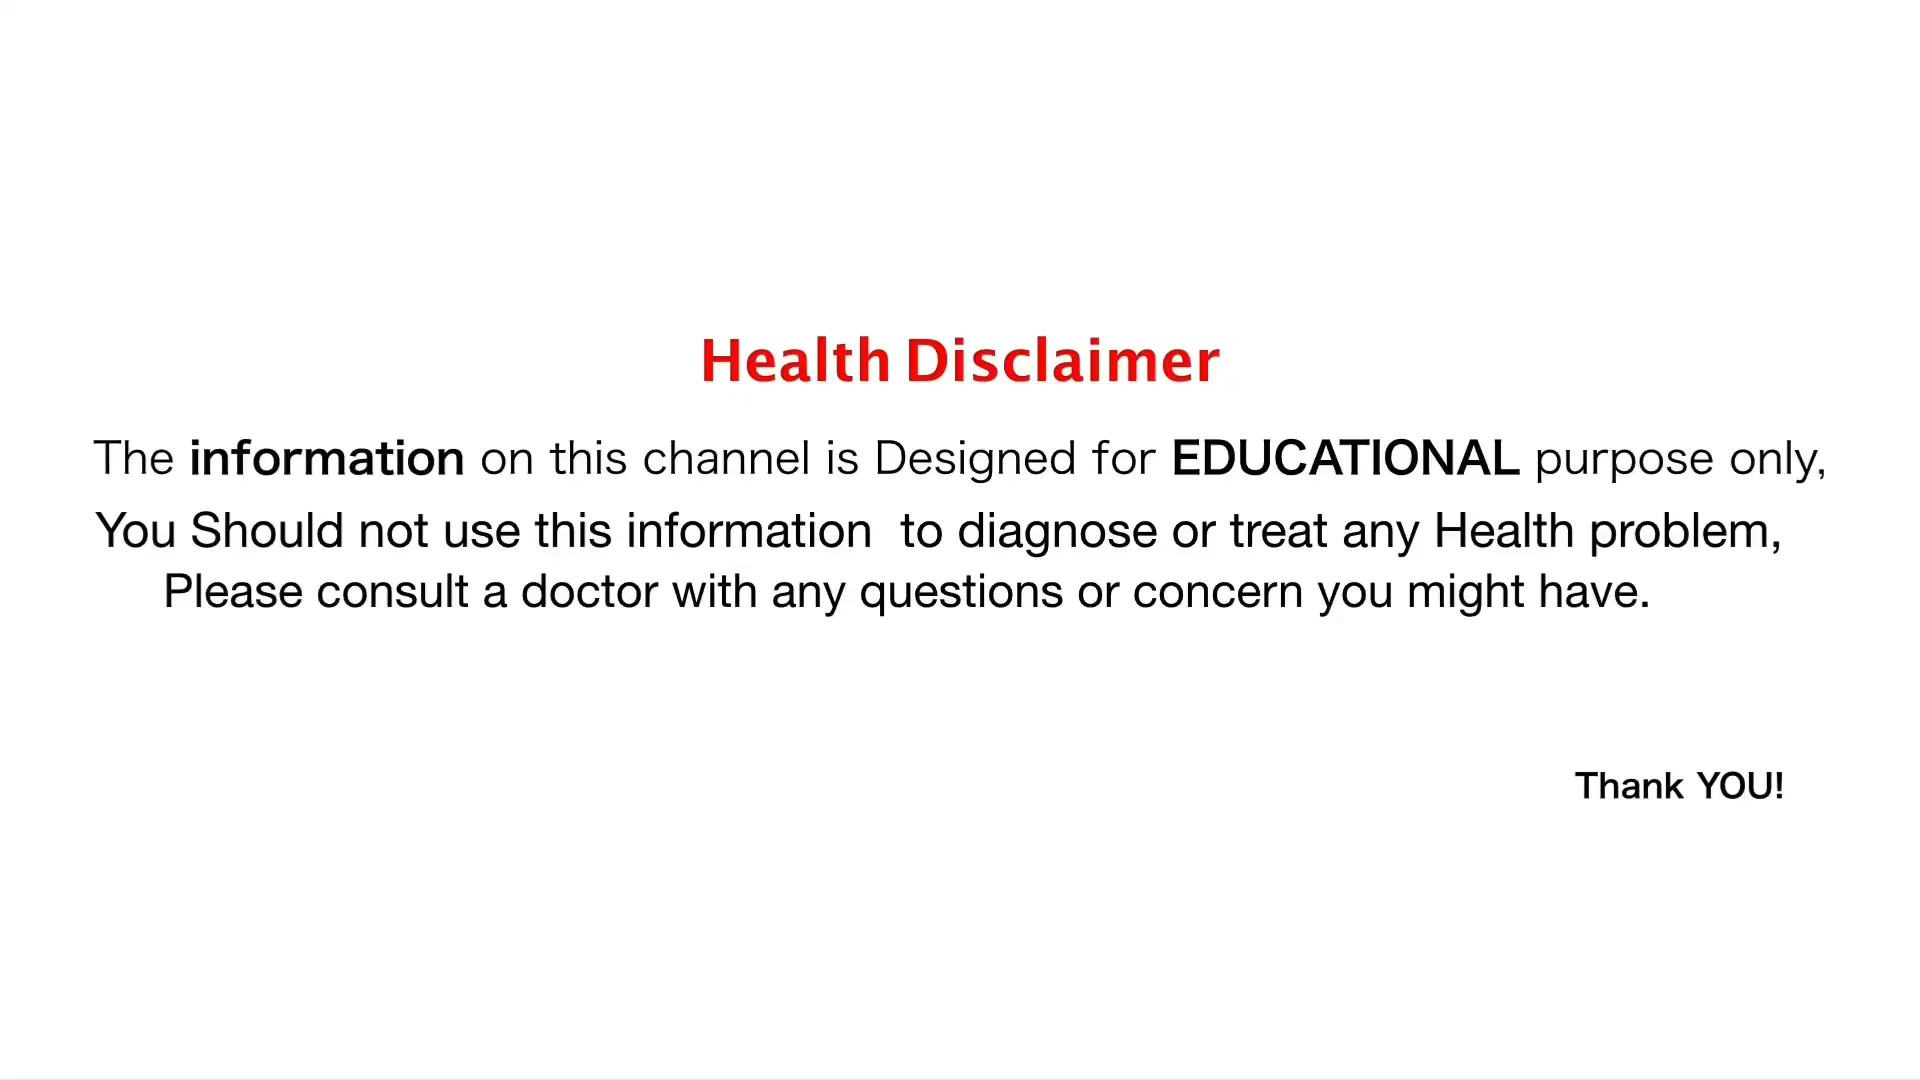 Health Disclaimer
The information on this channel is Designed for EDUCATIONAL purpose only,
You Should not use this information  to diagnose or treat any Health problem,
Please consult a doctor with any questions or concern you might have.
Thank YOU!